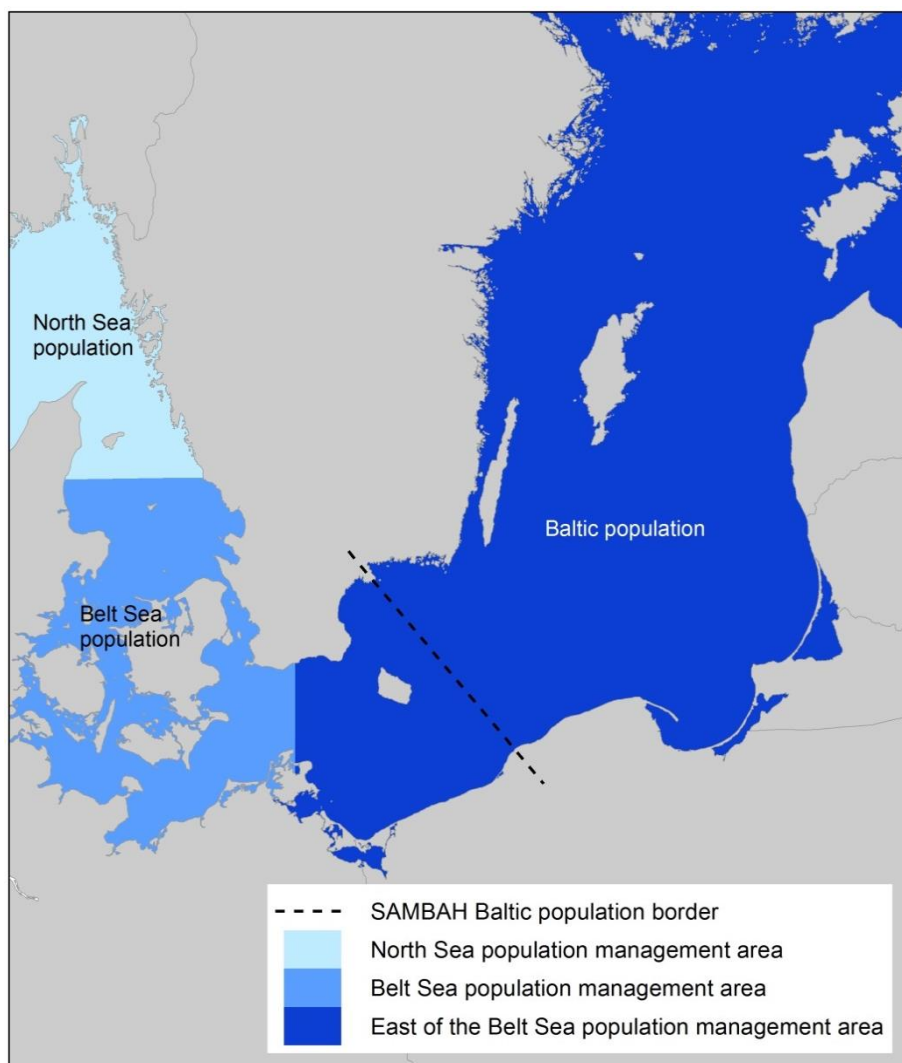 North Sea
population
Baltic population
Belt Sea
population
SAMBAH Baltic population border
North Sea population management area
Belt Sea population management area
East of the Belt Sea population management area